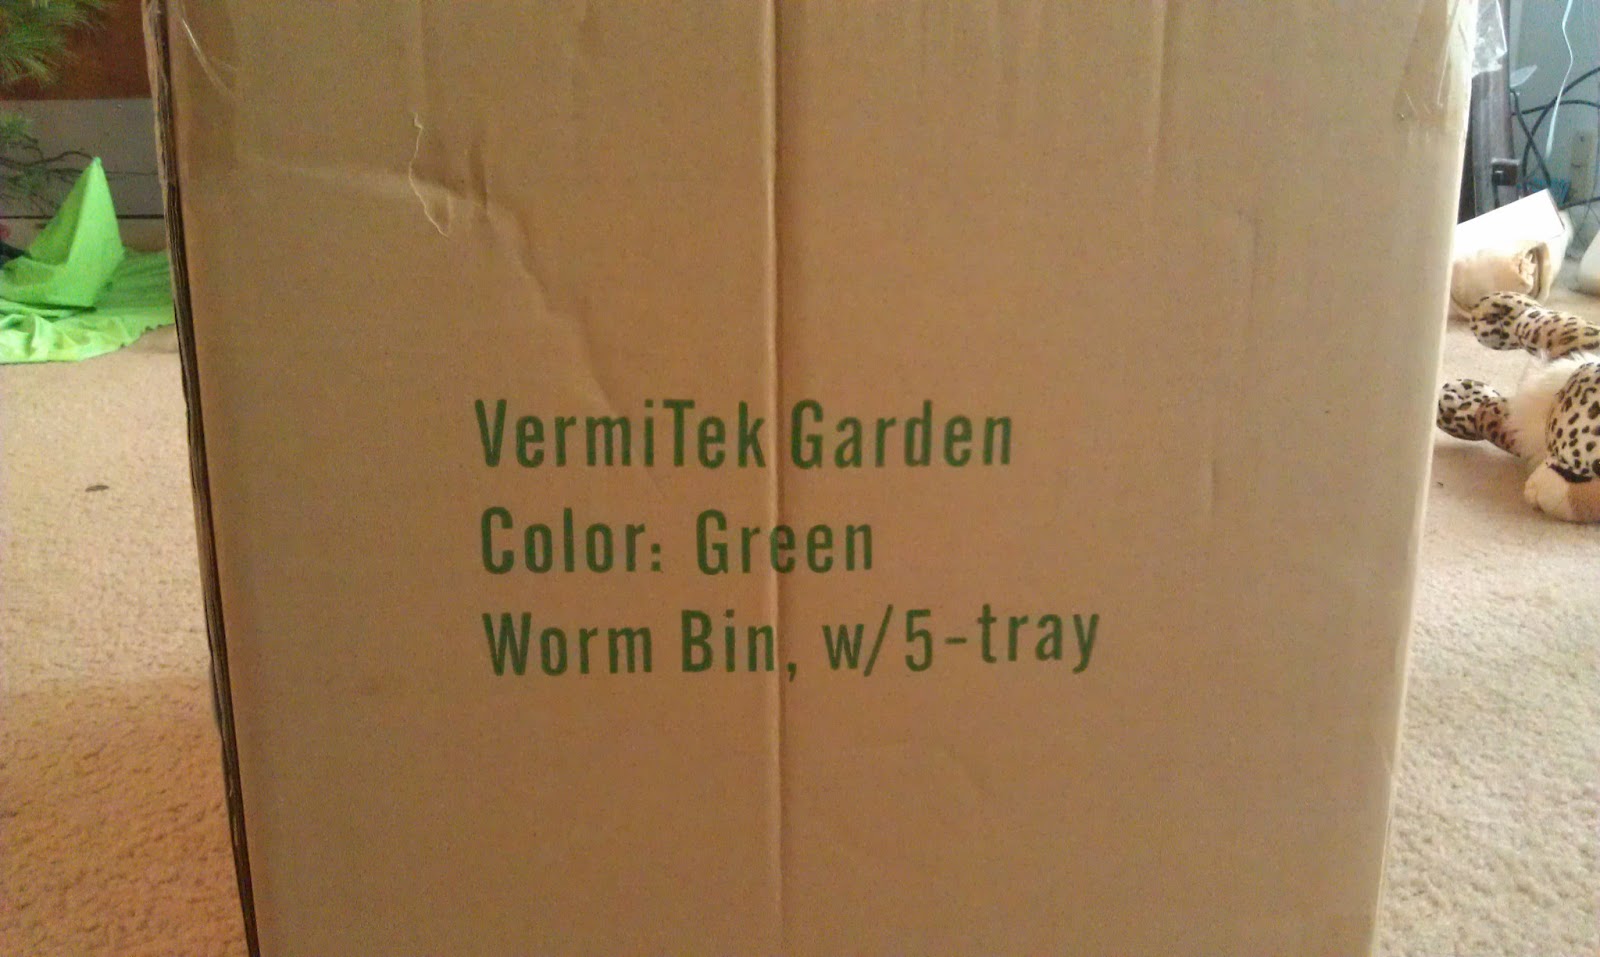 VermiTek Garden
Color: Green
Worm Bin, w/5-tray